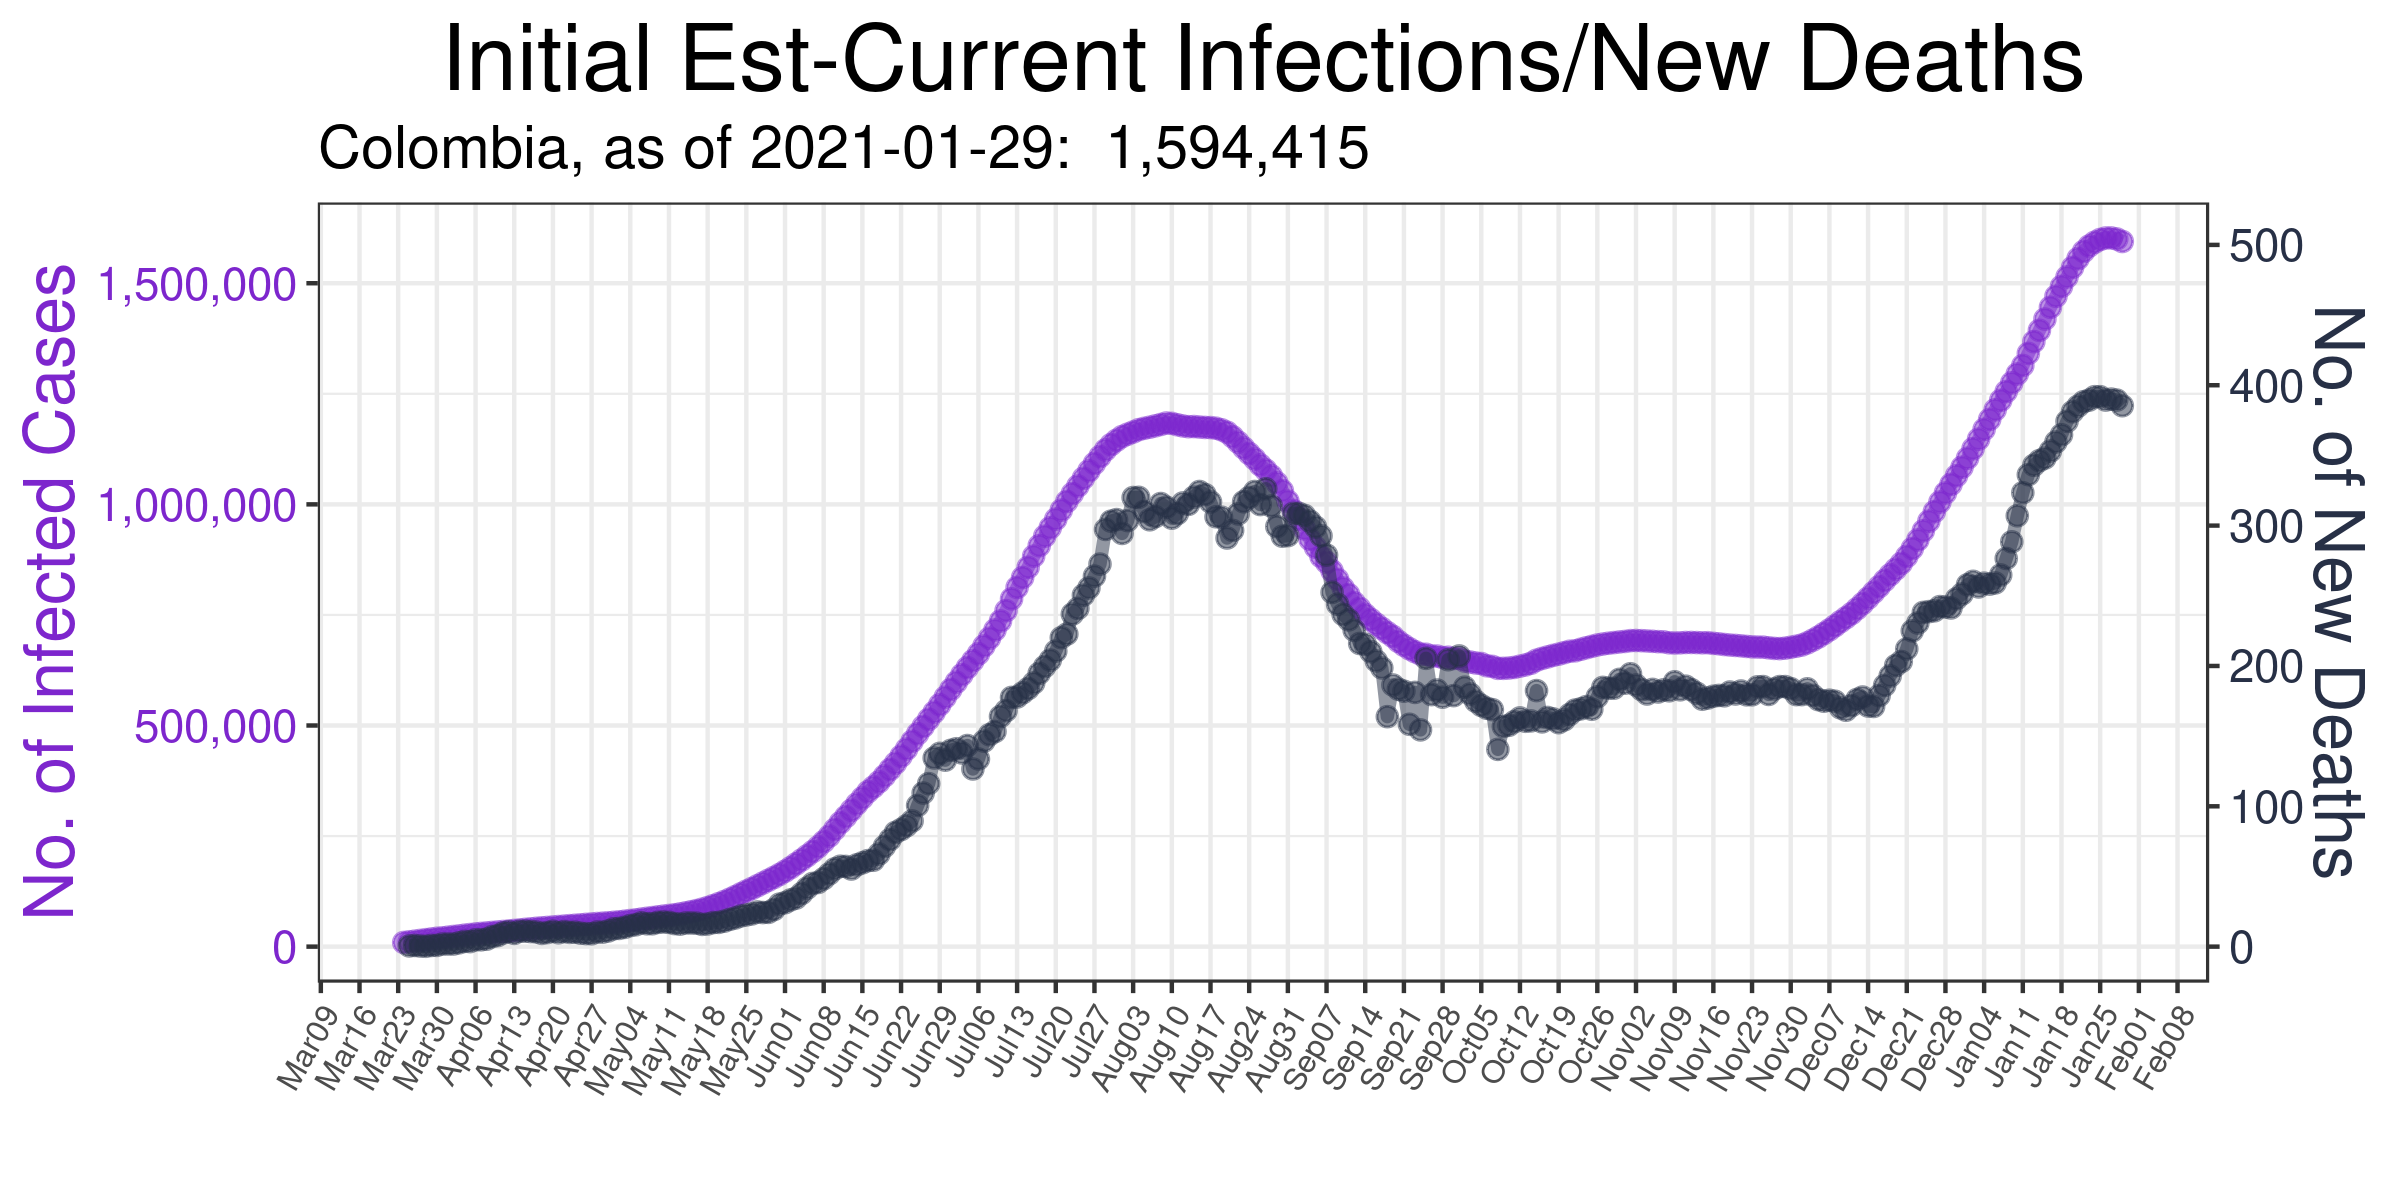 Initial Est-Current Infections/New Deaths
Colombia, as of 2021-01-29:  1,594,415
No. of Infected Cases
1,500,000
1,000,000
500,000
0
500
400
300
200
100
0
No. of New Deaths
Mar09
Mar16
Mar23
Mar30
Apr06
Apr13
Apr20
Apr27
May04
May11
May18
May25
Jun01
Jun08
Jun15
Jun22
Jun29
Jul06
Jul13
Jul20
Jul27
Aug03
Aug10
Aug17
Aug24
Aug31
Sep07
Sep14
Sep21
Sep28
Oct05
Oct12
Oct19
Oct26
Nov02
Nov09
Nov16
Nov23
Nov30
Dec07
Dec14
Dec21
Dec28
Jan04
Jan11
Jan18
Jan25
Feb01
Feb08